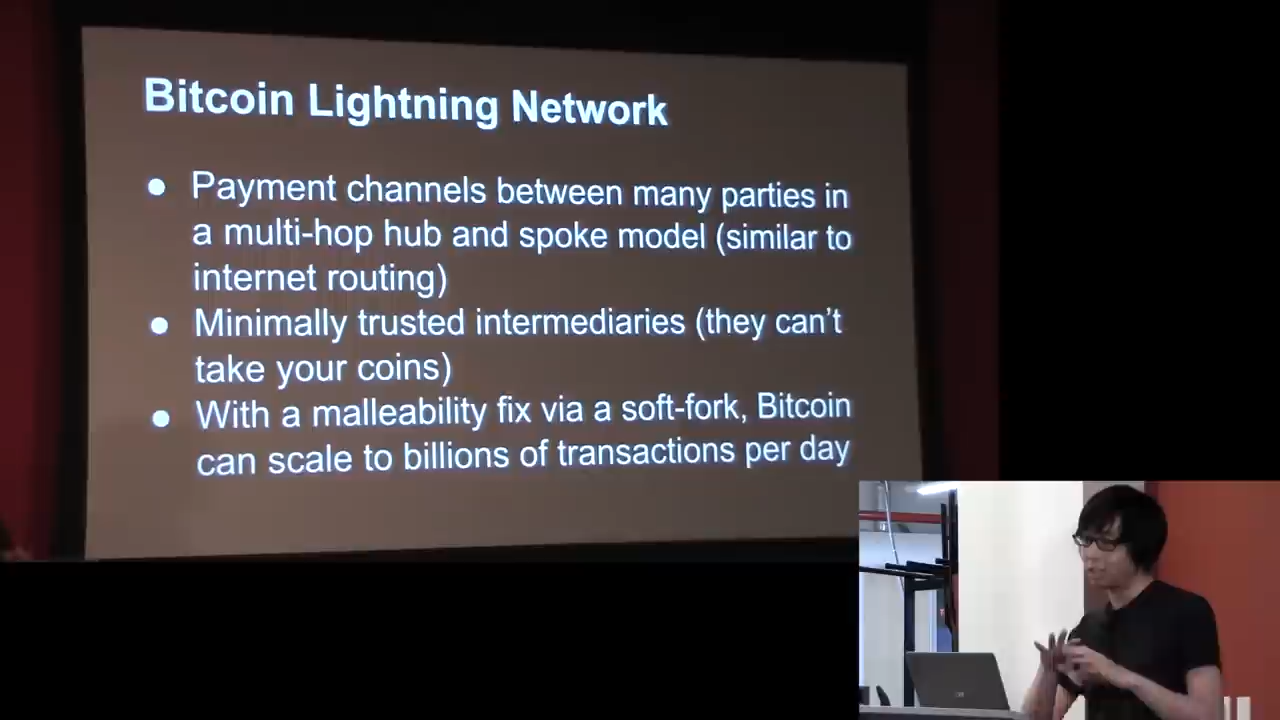 Bitcoin Lightning Network
● Payment channels between many parties in
a multi-hop hub and spoke model (similar to
internet routing)
● Minimally trusted intermediaries (they can't
take your coins)
● With a malleability fix via a soft-fork, Bitcoin
can scale to billions of transactions per day